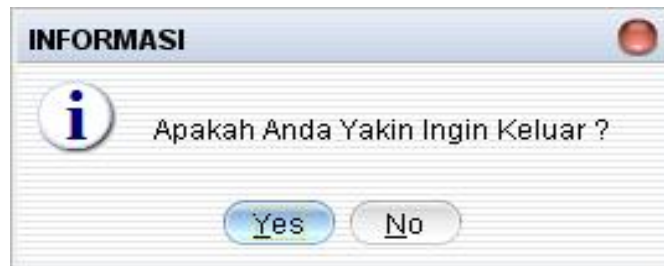 INFORMASI
Apakah Anda Yakin Ingin Keluar ?
Yes No